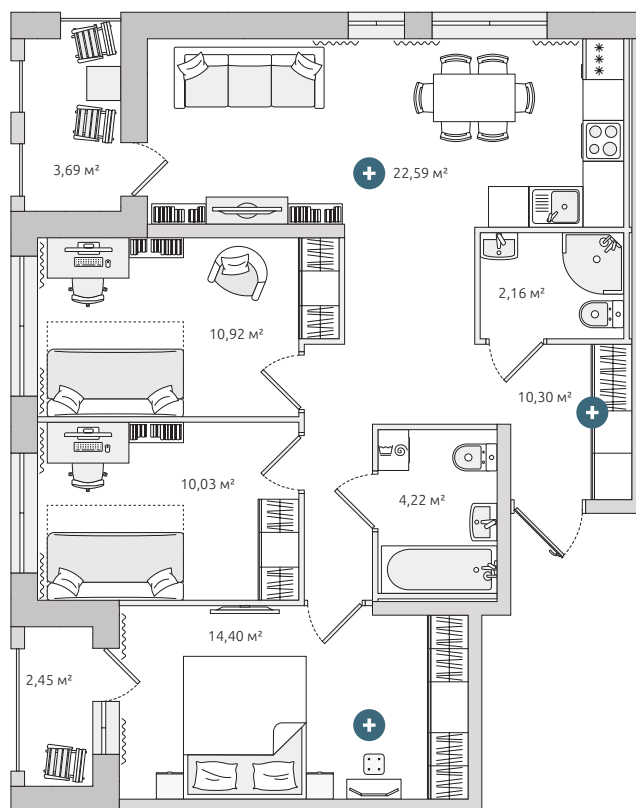 3,69 м²
22,59 м²
2,16 м²
10,92 м²
10,30 м²
10,03 м²
4,22 м²
14,40 м²
2,45 м²